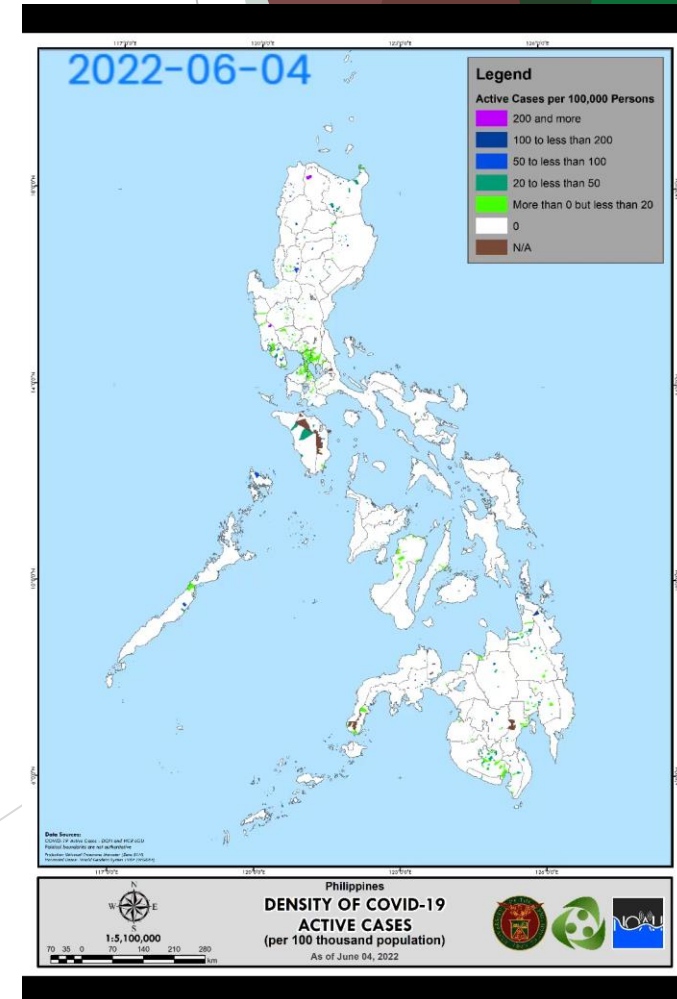 2022-06-04
Legend
Active Cases per 100,000 Persons
200 and more
100 to less than 200
50 to less than 100
20 to less than 50
More than 0 but less than 20
0
N/A
Data Sources:
N
W E
S
1:5,100,000
70 35 0 70 140 210 280
km
Philippines
DENSITY OF COVID-19
ACTIVE CASES
(per 100 thousand population)
As of June 04, 2022
NOAH